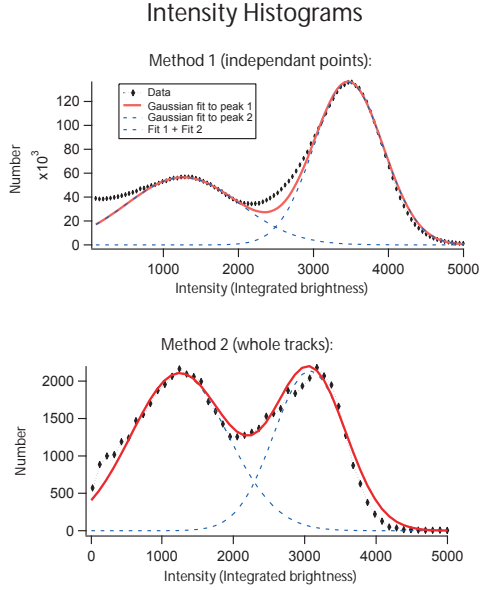 Intensity Histograms
Method 1 (independant points):
Data
Gaussian fit to peak 1
Gaussian fit to peak 2
Fit 1 + Fit 2
120
100
80
60
40
20
0
Number
x10³
1000 2000 3000 4000 5000
Intensity (Integrated brightness)
Method 2 (whole tracks):
2000
1500
1000
500
0
Number
0 1000 2000 3000 4000 5000
Intensity (Integrated brightness)